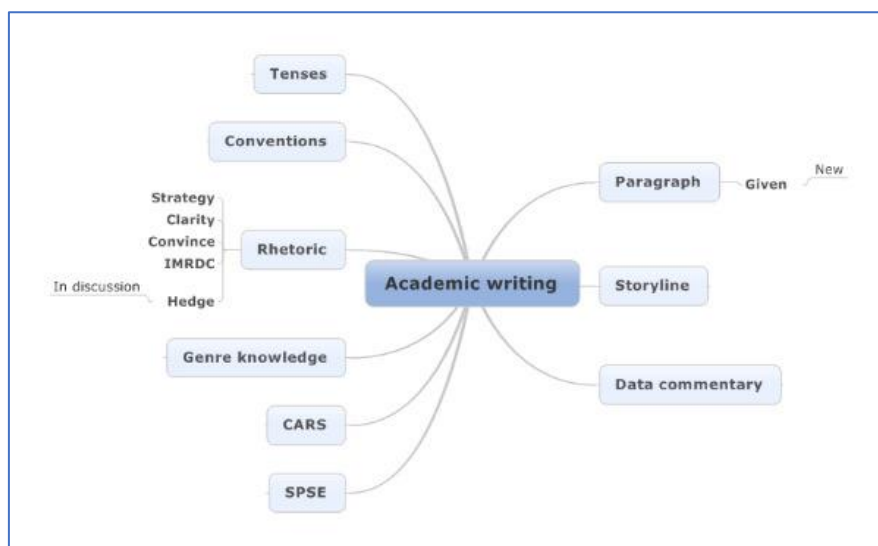 Tenses
Conventions
Strategy
Clarity
Convince
IMRDC
In discussion
Hedge
Rhetoric
Genre knowledge
CARS
SPSE
Academic writing
Paragraph
Given
New
Storyline
Data commentary